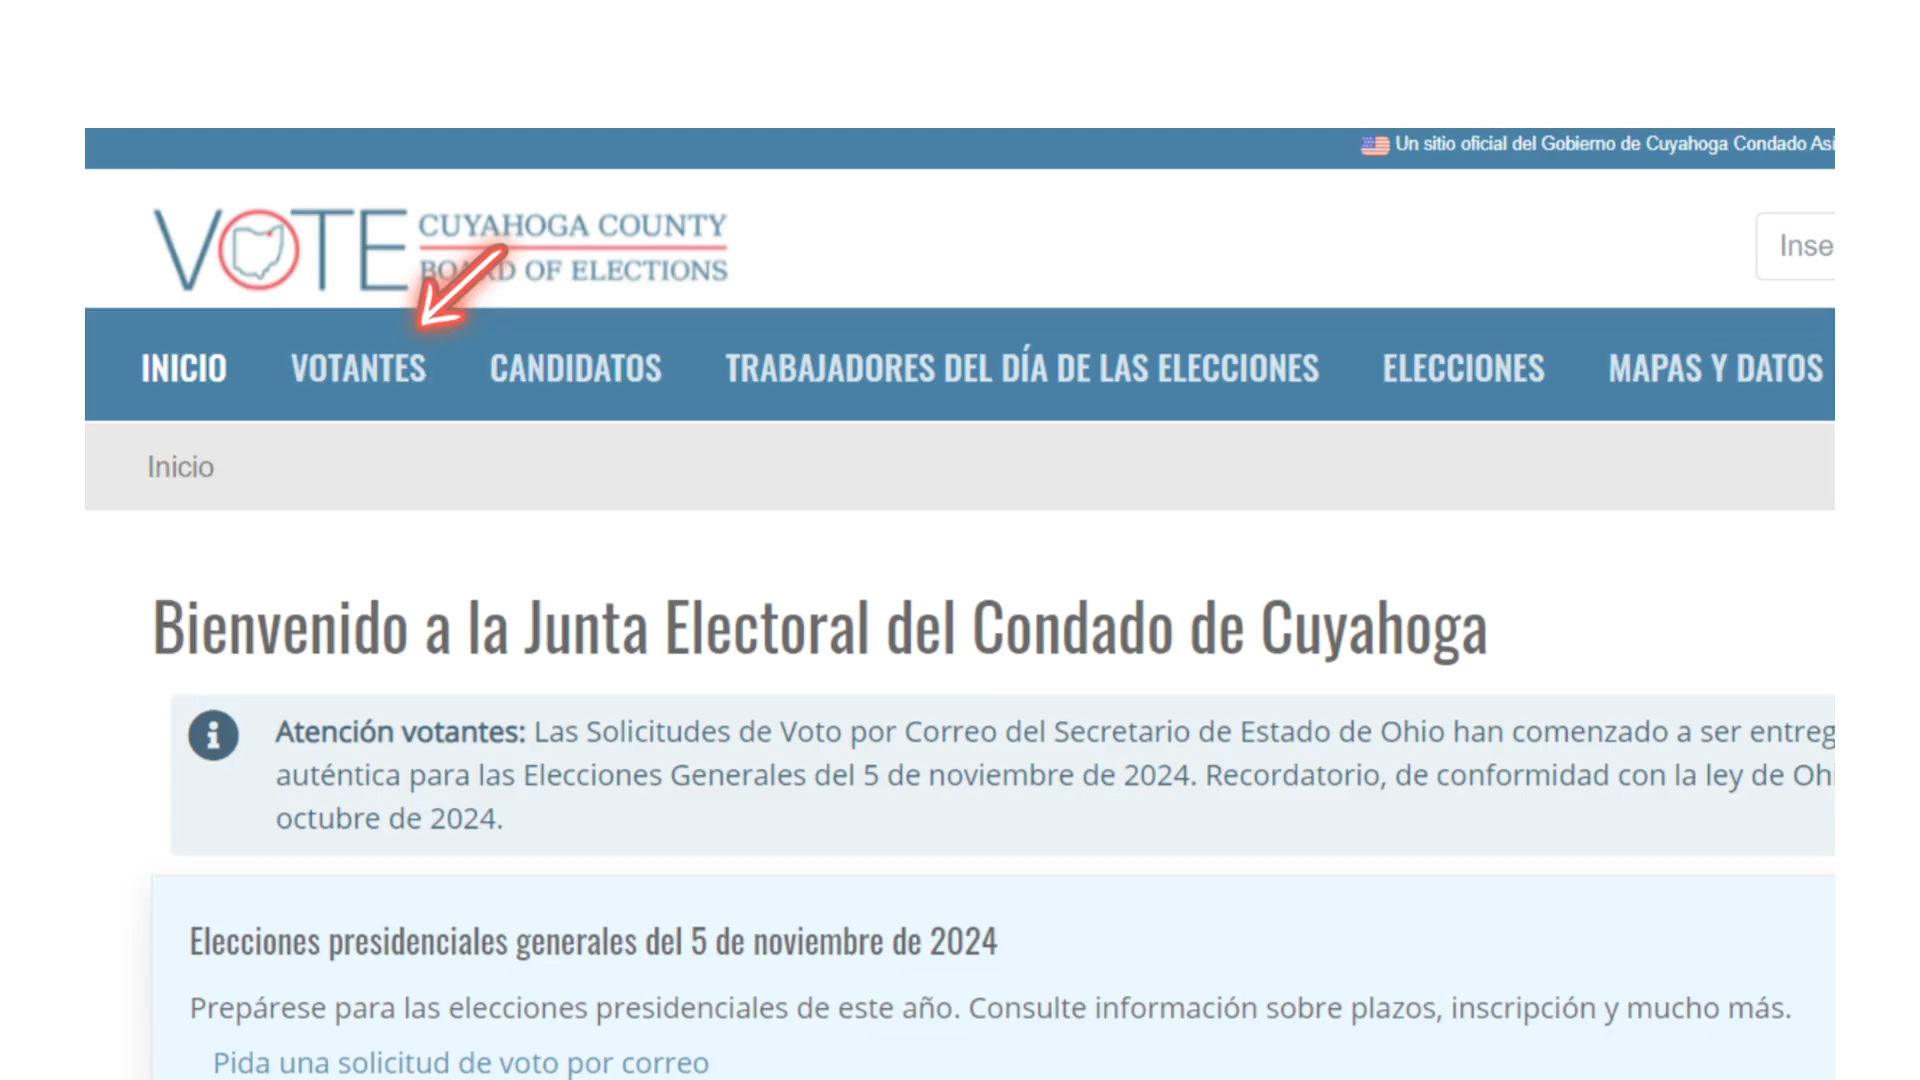 Un sitio oficial del Gobierno de Cuyahoga Condado Así
VOTE
CUYAHOGA COUNTY
BOARD OF ELECTIONS
Inse
INICIO VOTANTES CANDIDATOS TRABAJADORES DEL DÍA DE LAS ELECCIONES ELECCIONES MAPAS Y DATOS
Inicio
Bienvenido a la Junta Electoral del Condado de Cuyahoga
Atención votantes: Las Solicitudes de Voto por Correo del Secretario de Estado de Ohio han comenzado a ser entreg
auténtica para las Elecciones Generales del 5 de noviembre de 2024. Recordatorio, de conformidad con la ley de Ohi
octubre de 2024.
Elecciones presidenciales generales del 5 de noviembre de 2024
Prepárese para las elecciones presidenciales de este año. Consulte información sobre plazos, inscripción y mucho más.
Pida una solicitud de voto por correo